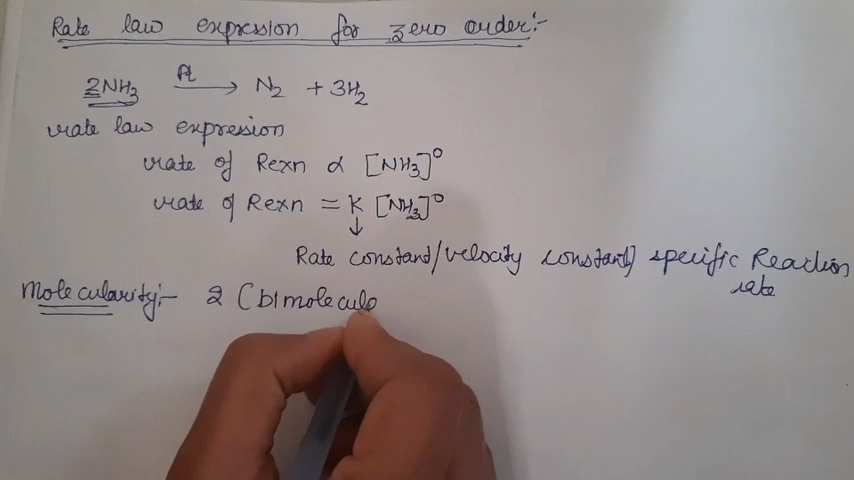 Rate law expression for zero order:-
2NH3 Pt → N2 + 3H2
rate law expression
rate of Rexn ∝ [NH3]⁰
rate of Rexn = K [NH3]⁰
↓
Rate constant/velocity constant/ specific Reaction
rate
Molecularity:- 2 (bimolecule